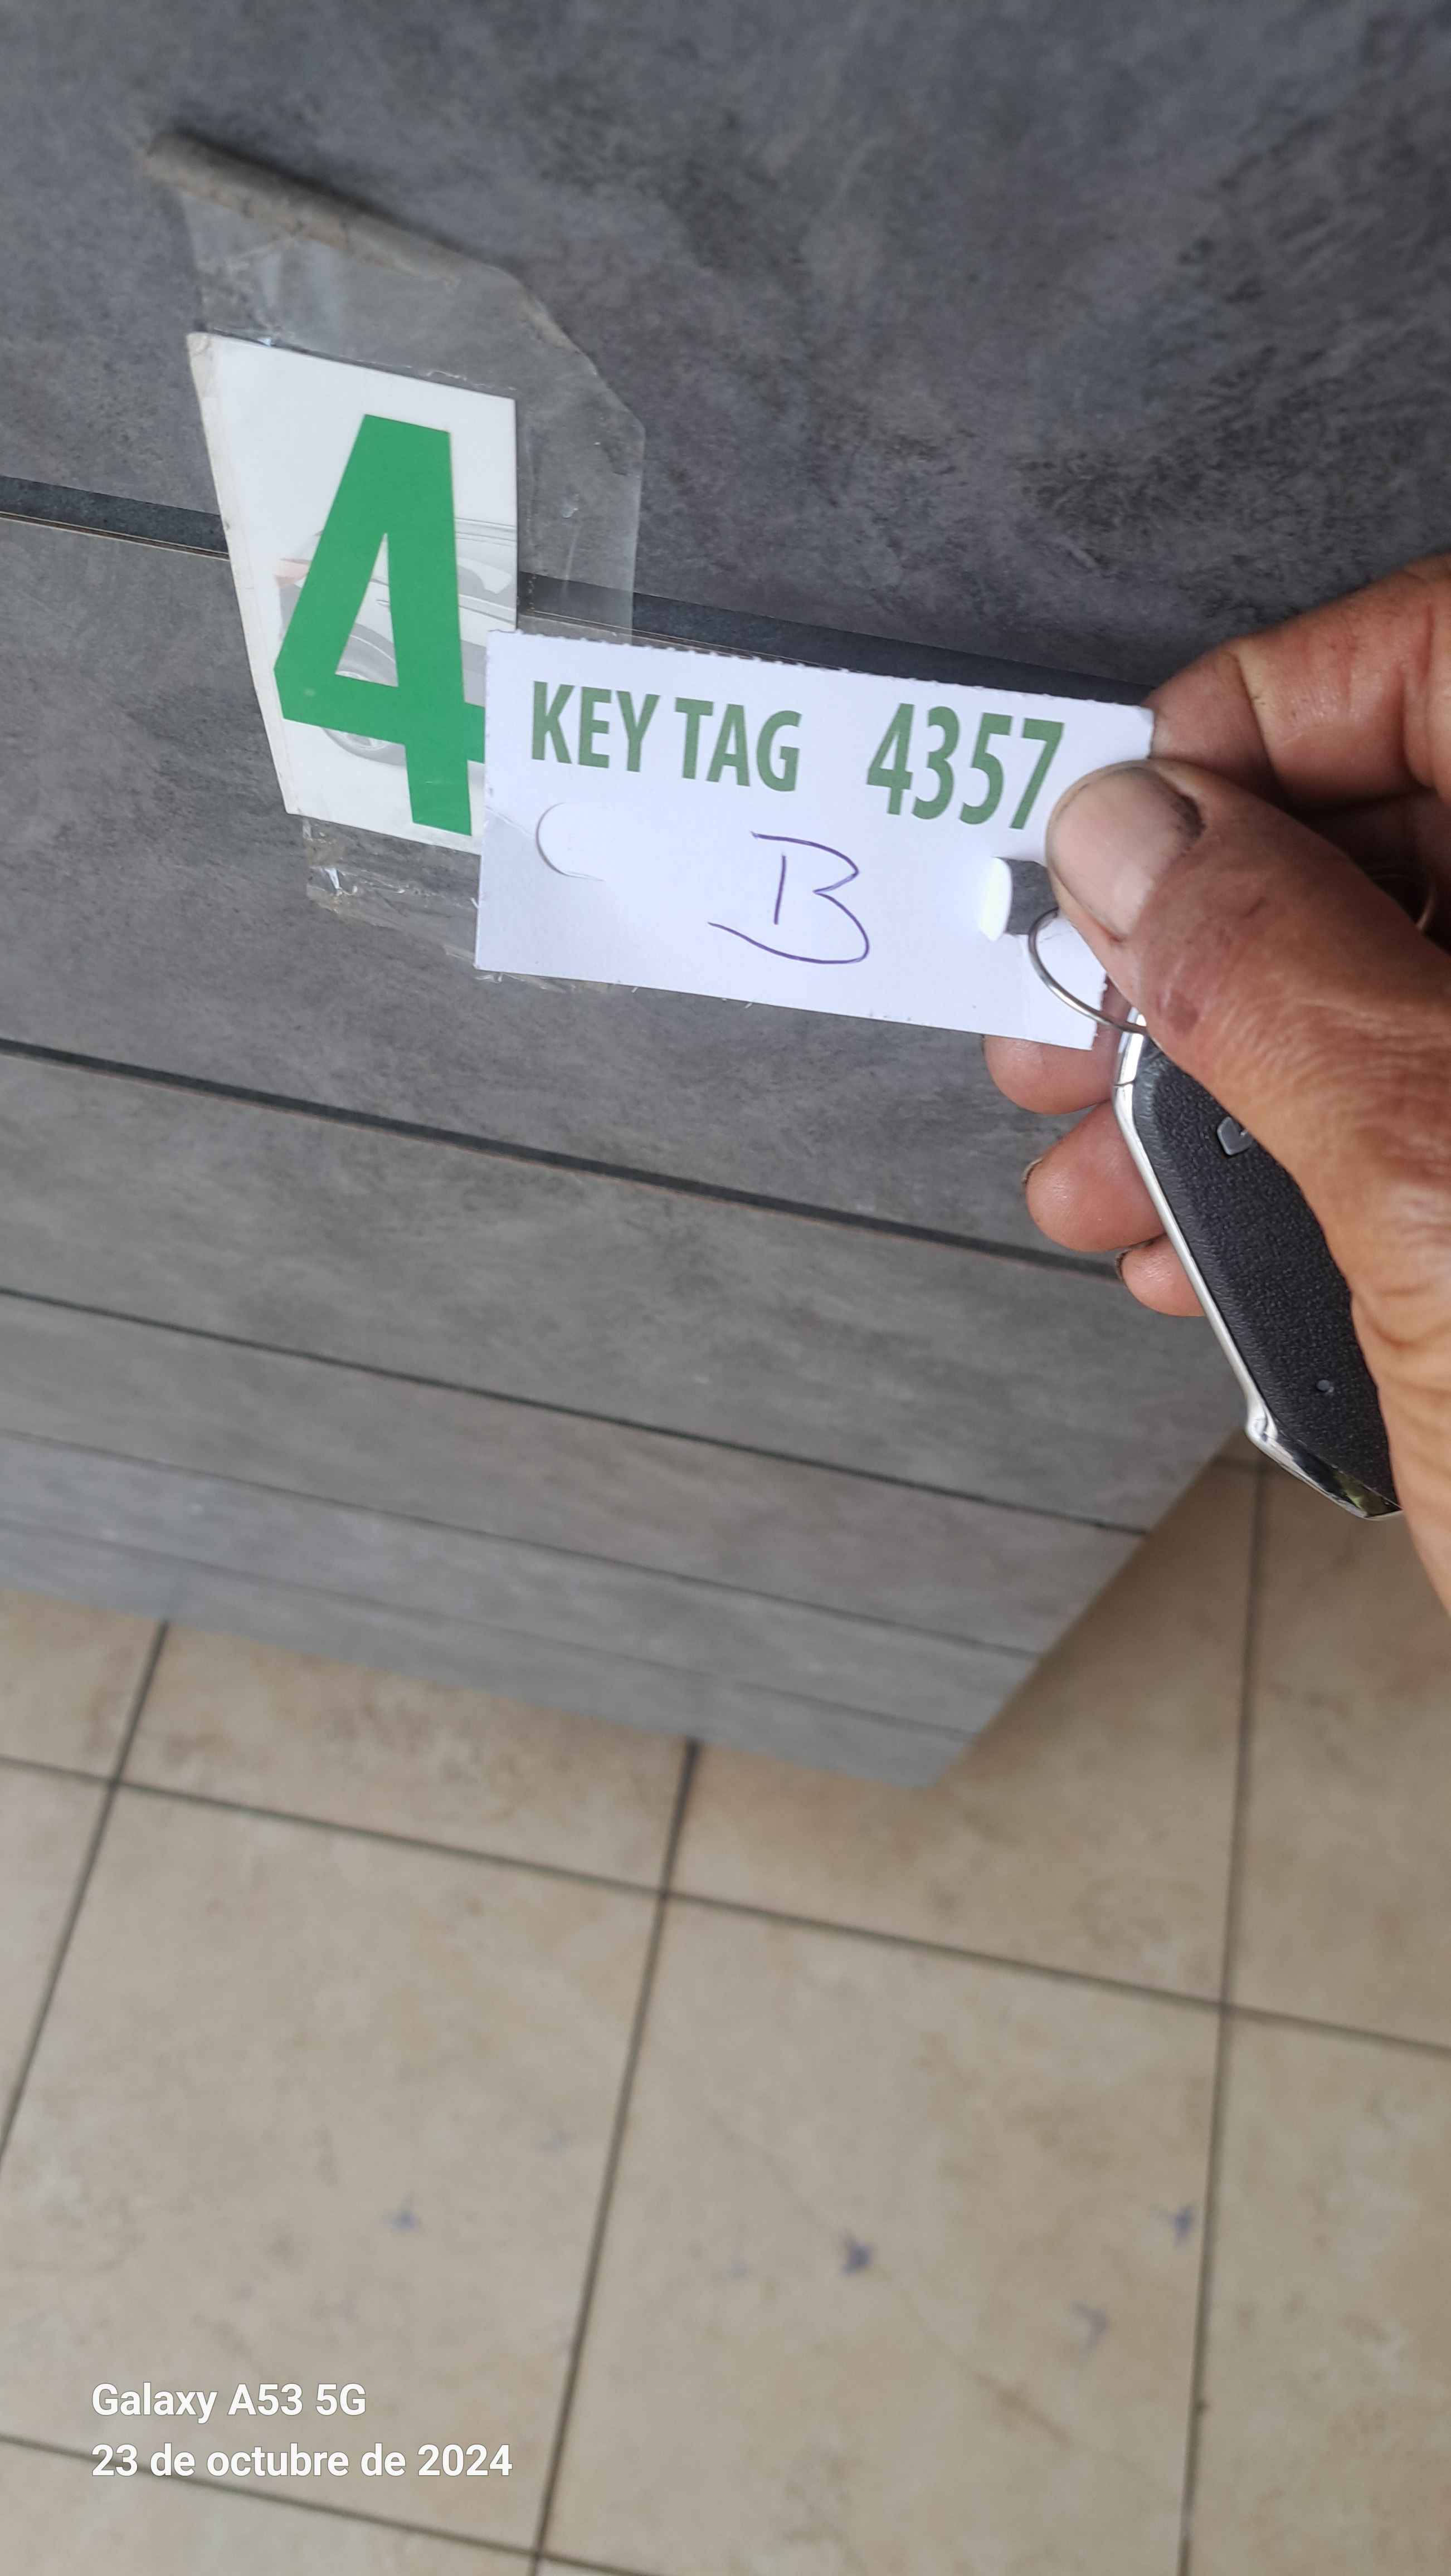 4
KEY TAG 4357
B
Galaxy A53 5G
23 de octubre de 2024